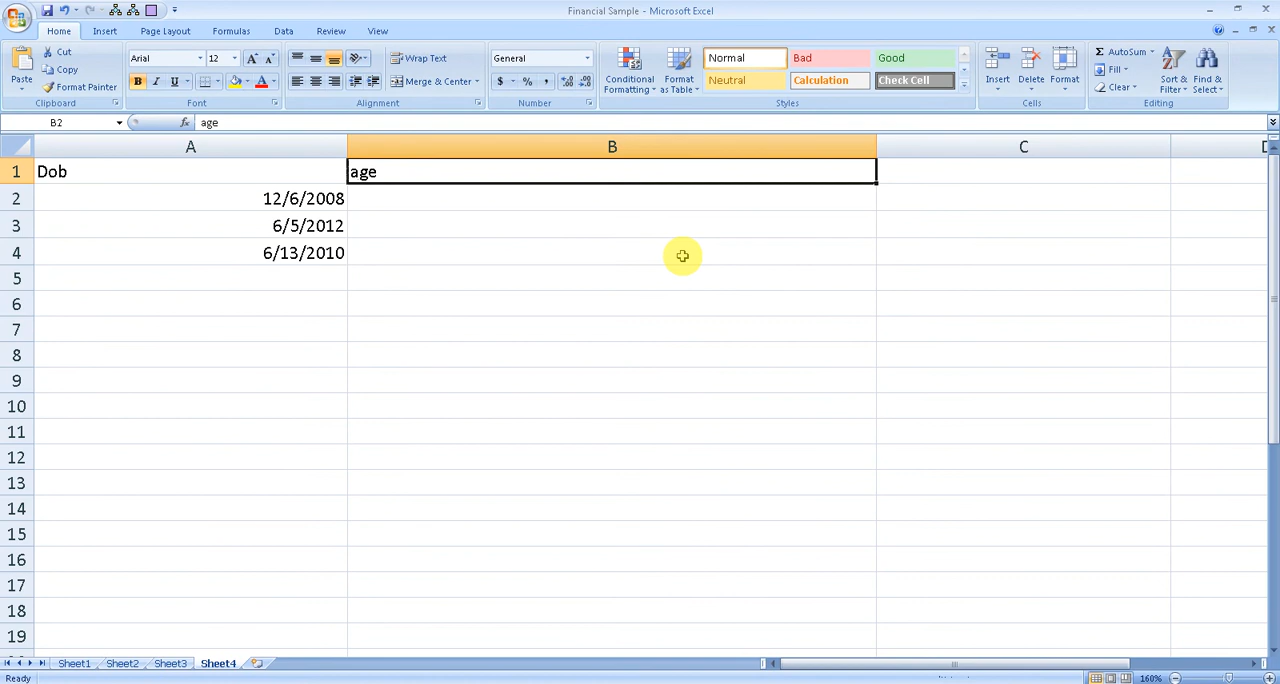 Financial Sample - Microsoft Excel
Home Insert Page Layout Formulas Data Review View
Paste
Cut
Copy
Format Painter
Clipboard
Arial 12
B I U
Font
Wrap Text
Merge & Center
Alignment
General
$ % ,
Number
Conditional Formatting
Format as Table
Normal Bad Good
Neutral Calculation Check Cell
Styles
Insert Delete Format
Cells
AutoSum
Fill
Clear
Sort & Filter
Find & Select
Editing
B2 fx age
A B C D
1 Dob age
2 12/6/2008
3 6/5/2012
4 6/13/2010
5
6
7
8
9
10
11
12
13
14
15
16
17
18
19
Sheet1 Sheet2 Sheet3 Sheet4
Ready 160%